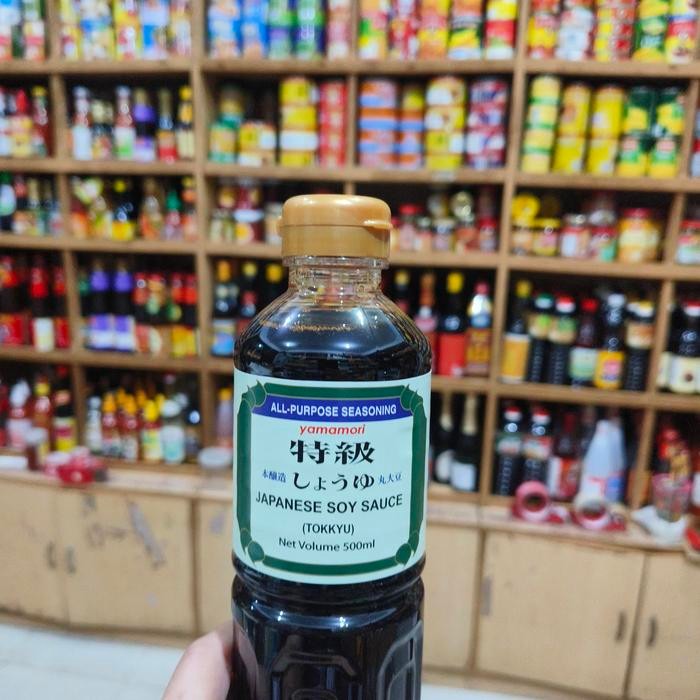 ALL-PURPOSE SEASONING
yamamori
特級
本醸造 しょうゆ 丸大豆
JAPANESE SOY SAUCE
(TOKKYU)
Net Volume 500ml